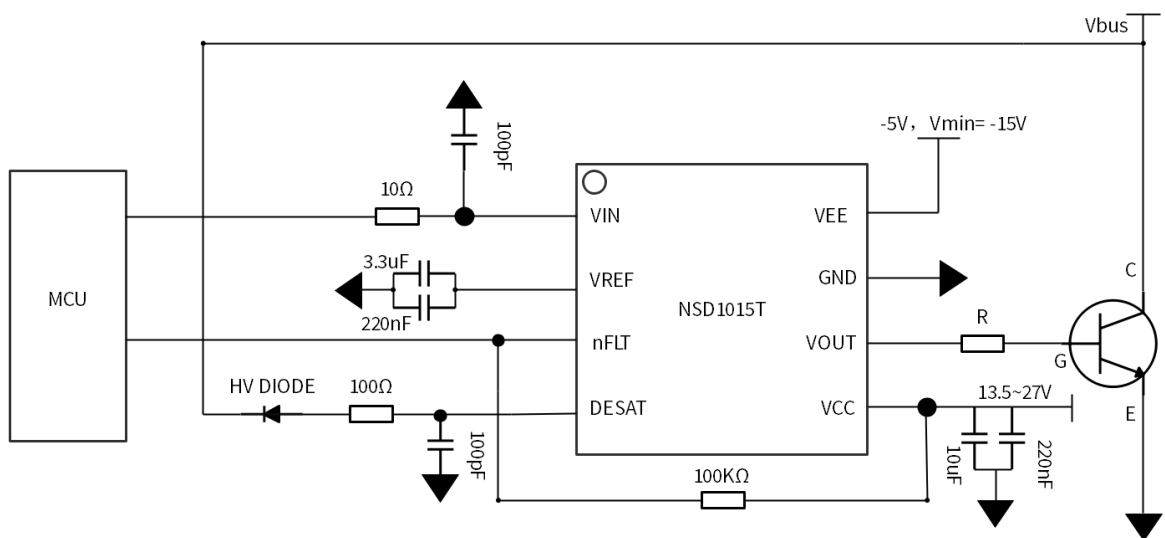 Vbus
100pF
-5V，Vmin= -15V
10Ω
VIN
VEE
3.3uF
VREF
GND
C
MCU
220nF
NSD1015T
R
nFLT
VOUT
G
HV DIODE
100Ω
13.5~27V
DESAT
VCC
E
100pF
10uF
220nF
100KΩ